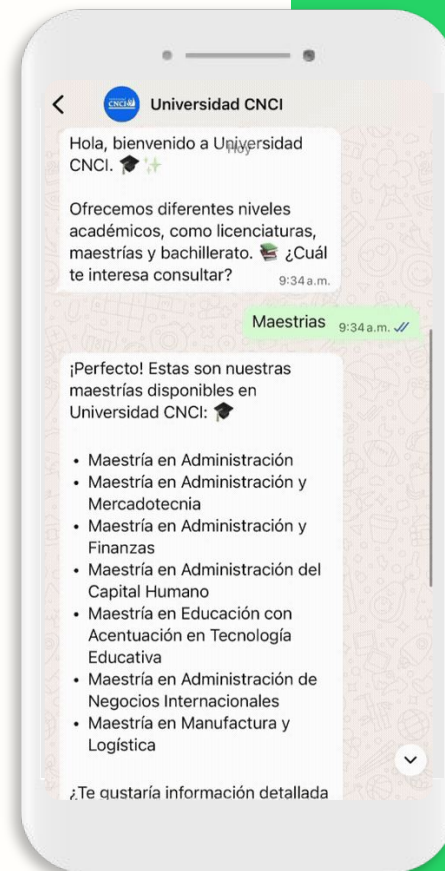 CNCI
Universidad CNCI
Hoy
Hola, bienvenido a Universidad
CNCI. 🎓✨
Ofrecemos diferentes niveles
académicos, como licenciaturas,
maestrías y bachillerato. 📚 ¿Cuál
te interesa consultar?
9:34 a.m.
Maestrias 9:34 a.m.
¡Perfecto! Estas son nuestras
maestrías disponibles en
Universidad CNCI: 🎓
• Maestría en Administración
• Maestría en Administración y
Mercadotecnia
• Maestría en Administración y
Finanzas
• Maestría en Administración del
Capital Humano
• Maestría en Educación con
Acentuación en Tecnología
Educativa
• Maestría en Administración de
Negocios Internacionales
• Maestría en Manufactura y
Logística
¿Te gustaría información detallada